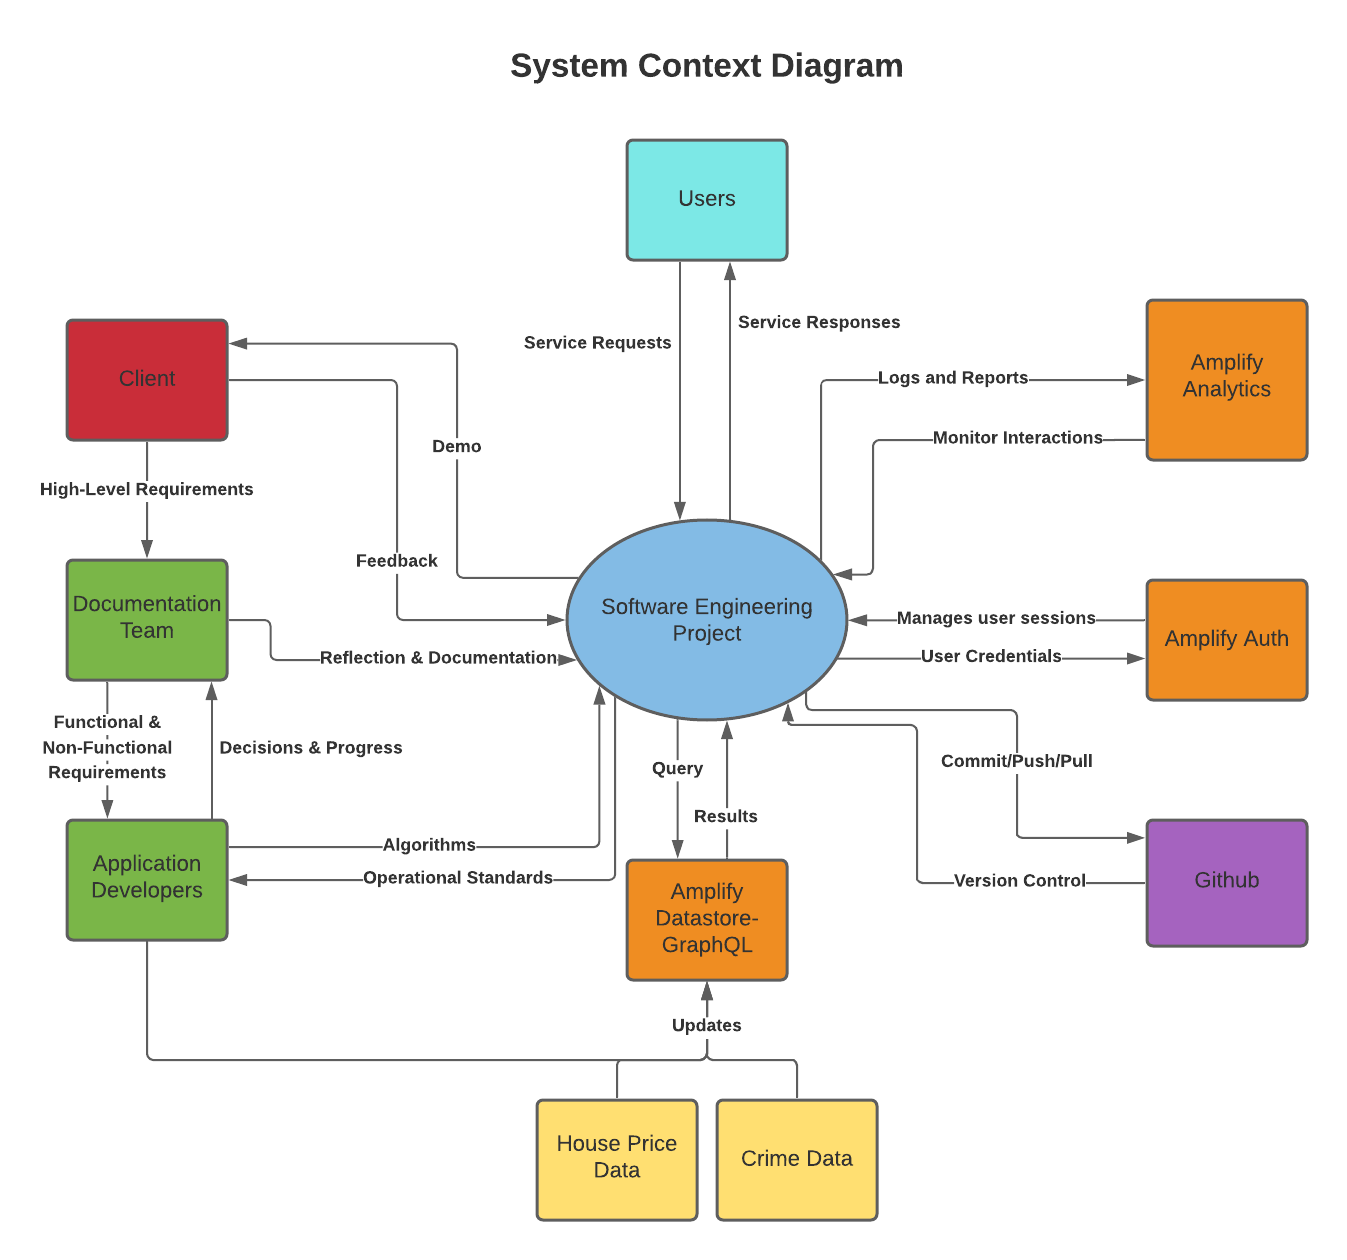 System Context Diagram
Users
Service Requests
Service Responses
Client
Amplify
Analytics
Logs and Reports
Monitor Interactions
Demo
High-Level Requirements
Feedback
Documentation
Team
Software Engineering
Project
Manages user sessions
Amplify Auth
User Credentials
Reflection & Documentation
Functional &
Non-Functional
Requirements
Decisions & Progress
Query
Commit/Push/Pull
Results
Algorithms
Operational Standards
Application
Developers
Amplify
Datastore-
GraphQL
Version Control
Github
Updates
House Price
Data
Crime Data